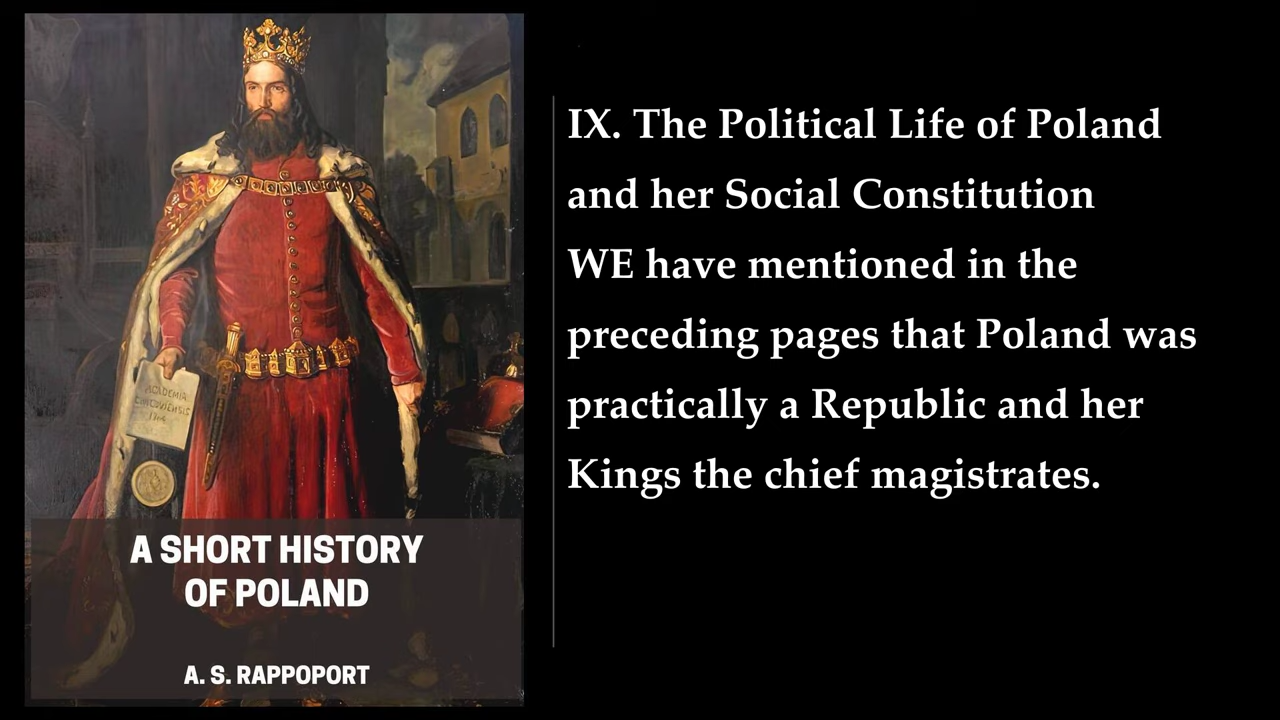 ACADEMIA
A SHORT HISTORY
OF POLAND
A. S. RAPPOPORT
IX. The Political Life of Poland
and her Social Constitution
WE have mentioned in the
preceding pages that Poland was
practically a Republic and her
Kings the chief magistrates.